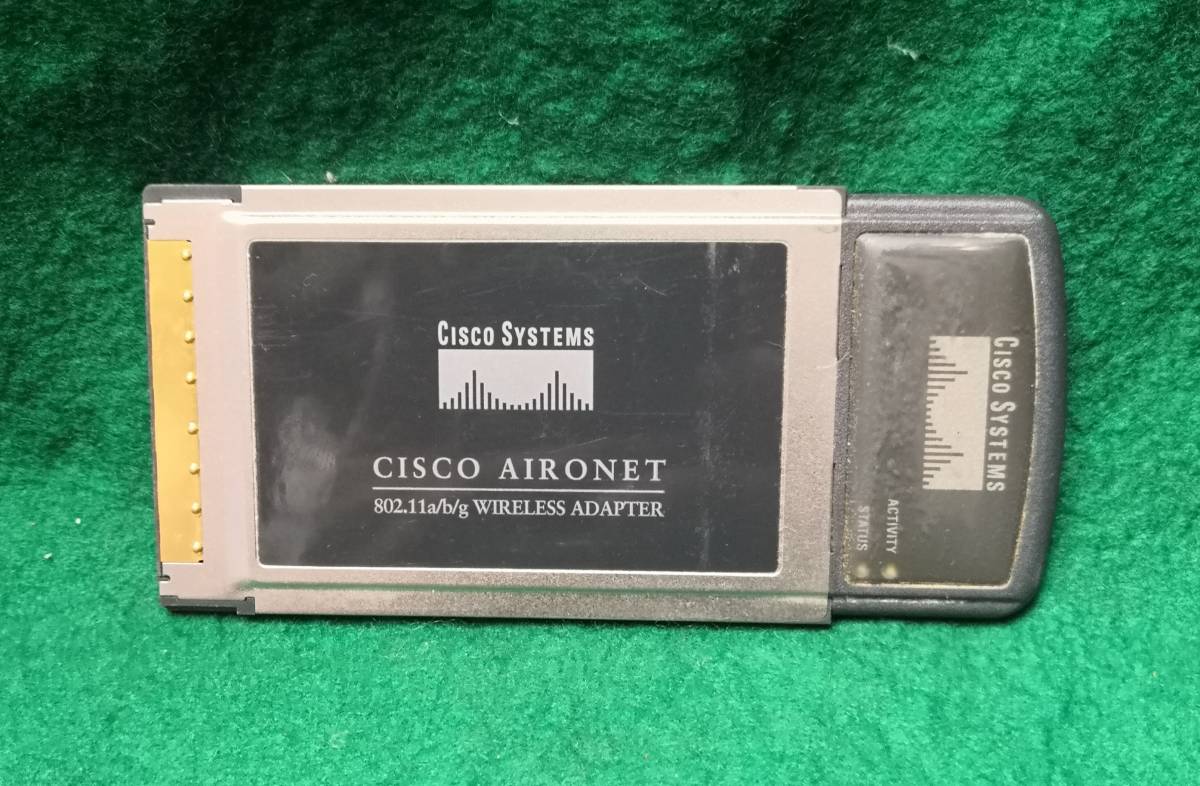 CISCO SYSTEMS
CISCO AIRONET
802.11a/b/g WIRELESS ADAPTER
CISCO SYSTEMS
ACTIVITY
STATUS